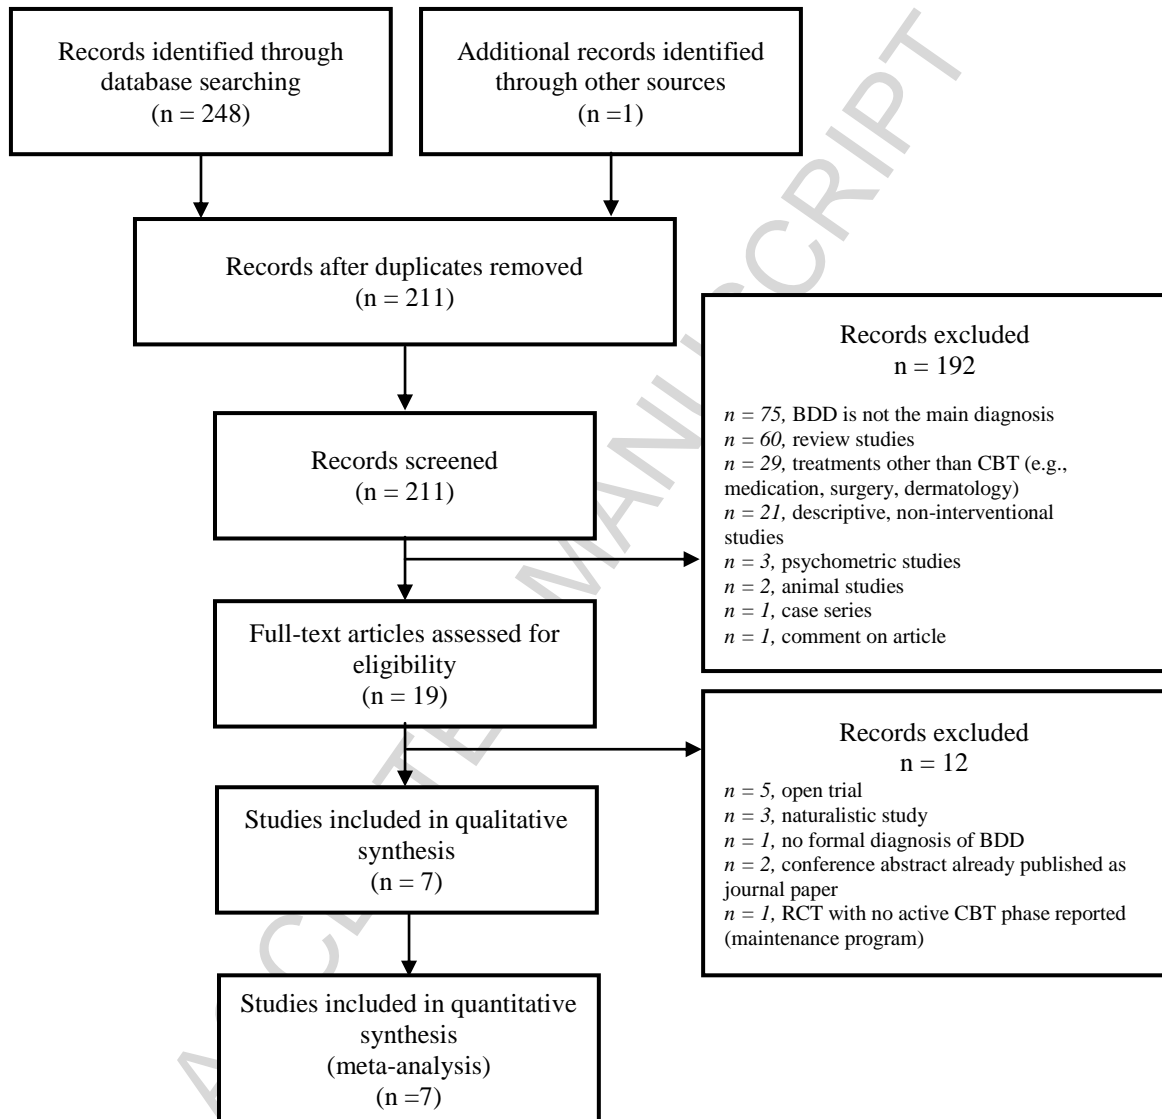 Records identified through
database searching
(n = 248)
Additional records identified
through other sources
(n =1)
Records after duplicates removed
(n = 211)
Records screened
(n = 211)
Records excluded
n = 192
n = 75, BDD is not the main diagnosis
n = 60, review studies
n = 29, treatments other than CBT (e.g.,
medication, surgery, dermatology)
n = 21, descriptive, non-interventional
studies
n = 3, psychometric studies
n = 2, animal studies
n = 1, case series
n = 1, comment on article
Full-text articles assessed for
eligibility
(n = 19)
Records excluded
n = 12
n = 5, open trial
n = 3, naturalistic study
n = 1, no formal diagnosis of BDD
n = 2, conference abstract already published as
journal paper
n = 1, RCT with no active CBT phase reported
(maintenance program)
Studies included in qualitative
synthesis
(n = 7)
Studies included in quantitative
synthesis
(meta-analysis)
(n =7)